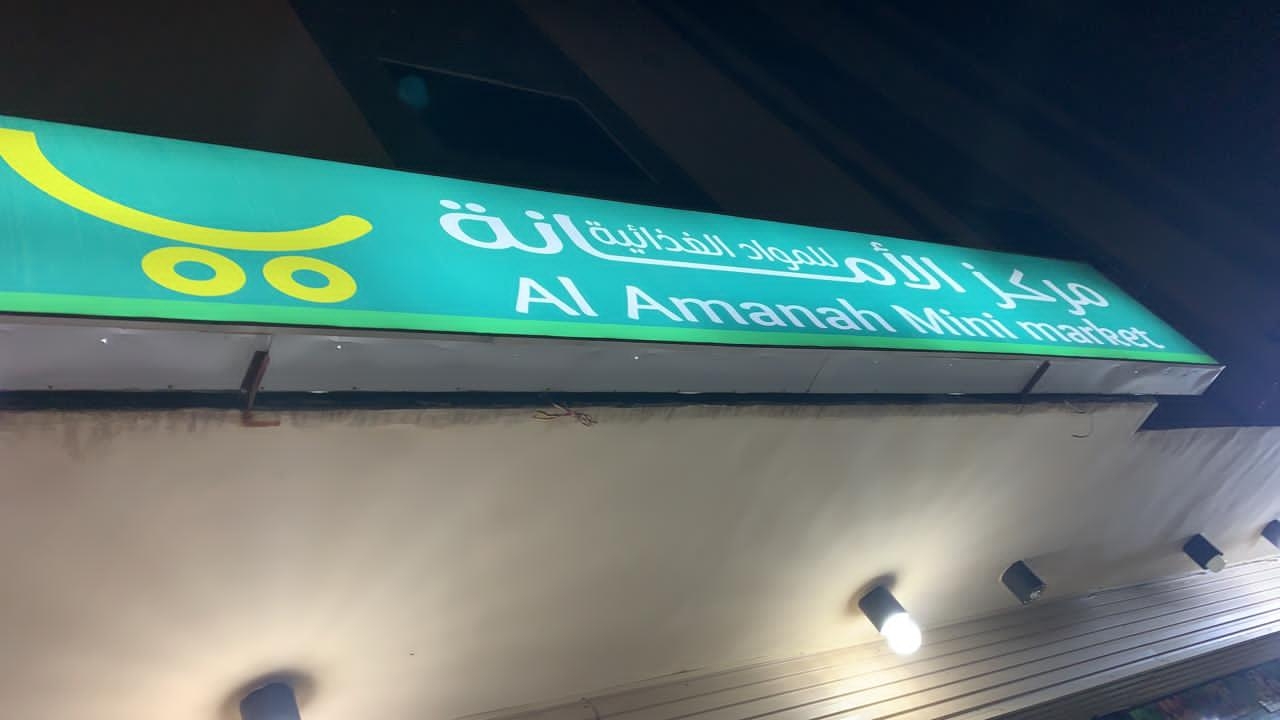 مركز الأمانة
للمواد الغذائية
Al Amanah Mini market